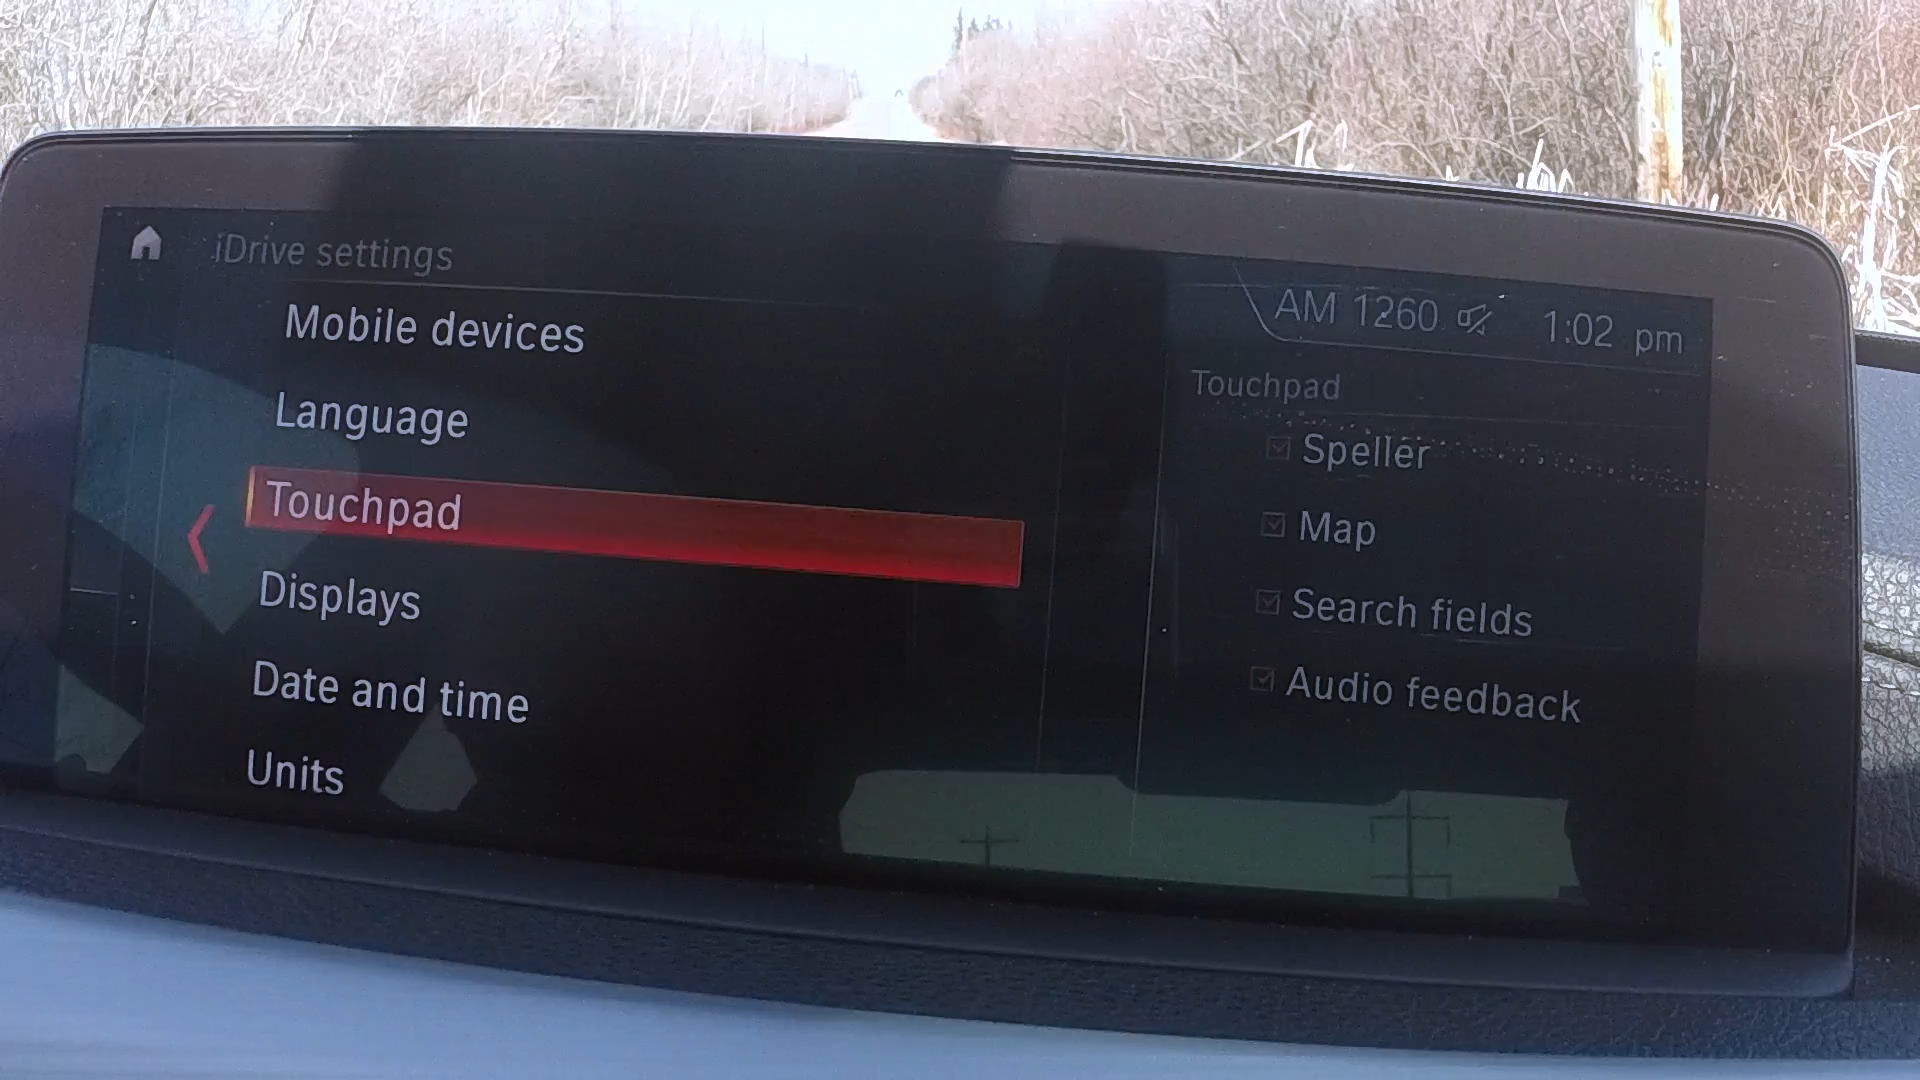 iDrive settings
Mobile devices
Language
Touchpad
Displays
Date and time
Units
AM 1260 1:02 pm
Touchpad
Speller
Map
Search fields
Audio feedback